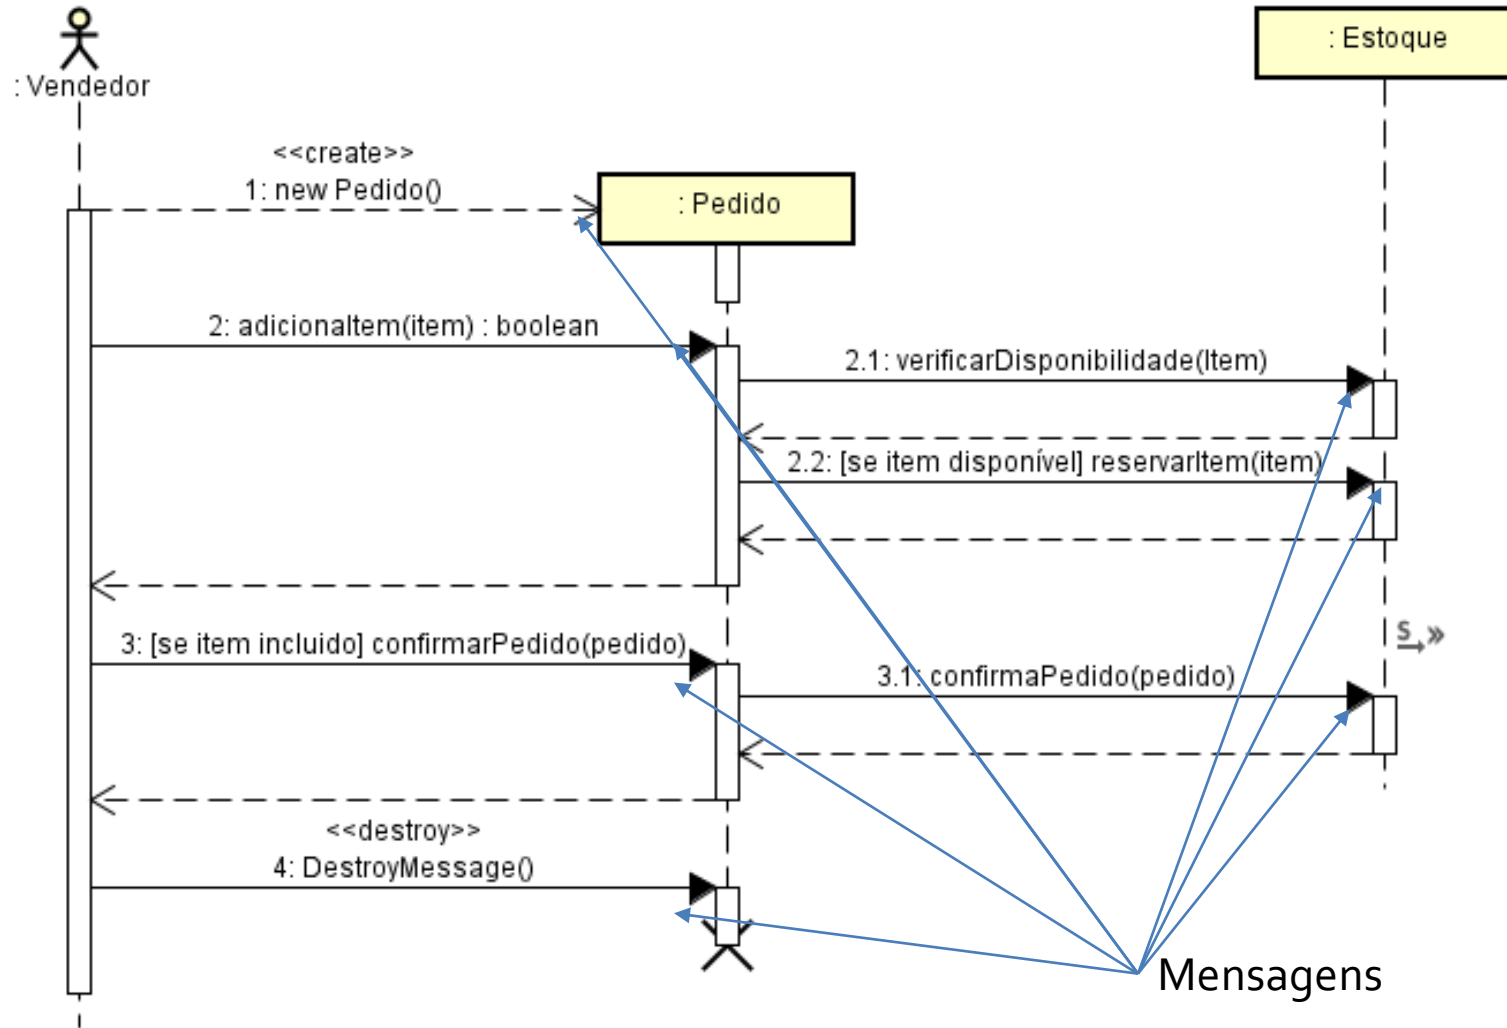 : Estoque
: Vendedor
<<create>>
1: new Pedido()
: Pedido
2: adicionaItem(item) : boolean
2.1: verificarDisponibilidade(Item)
2.2: [se item disponível] reservarItem(item)
S
3: [se item incluido] confirmarPedido(pedido)
3.1: confirmaPedido(pedido)
<<destroy>>
4: DestroyMessage()
Mensagens